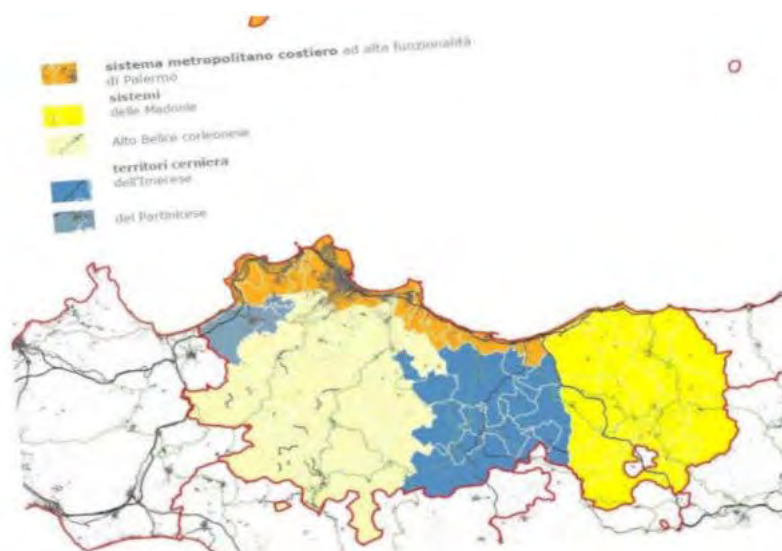 sistema metropolitano costiero ad alta funzionalità
di Palermo
sistemi
delle Madonie
Alto Belice corleonese
territori cerniera
dell'Imerese
del Partinicese